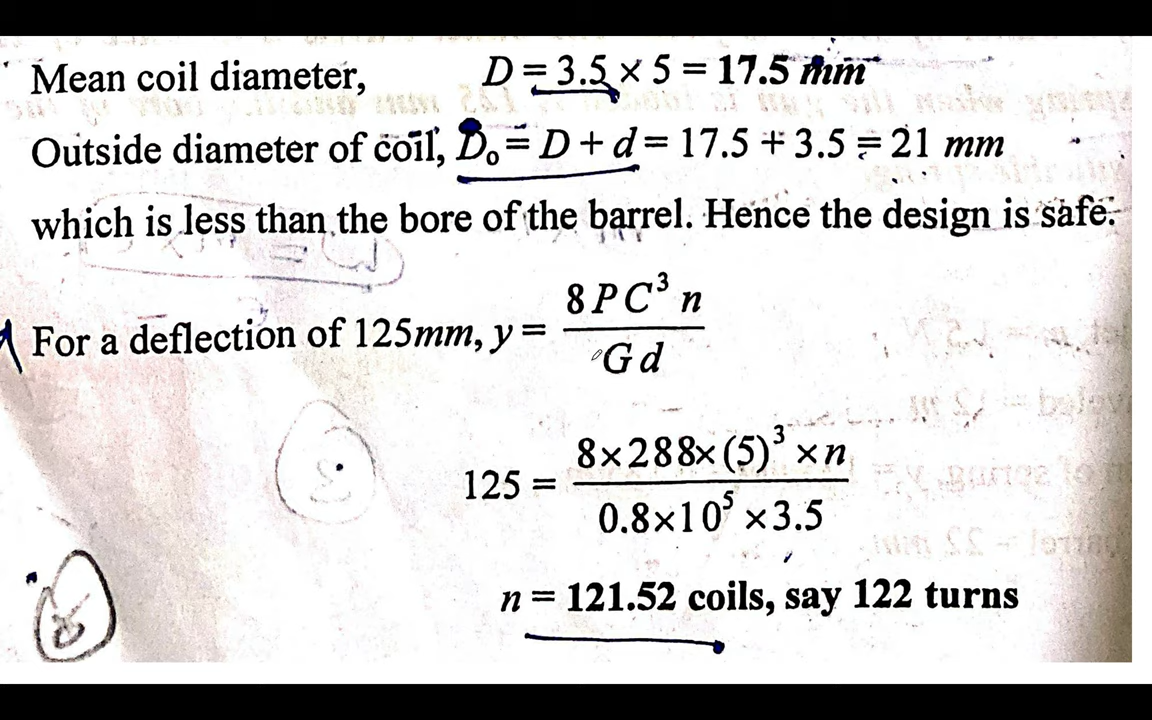 Mean coil diameter, D = 3.5 × 5 = 17.5 mm
Outside diameter of coil, D₀ = D + d = 17.5 + 3.5 = 21 mm
which is less than the bore of the barrel. Hence the design is safe.
For a deflection of 125mm, y = 8 P C³ n / G d
125 = 8×288×(5)³ ×n / 0.8×10⁵ ×3.5
n = 121.52 coils, say 122 turns